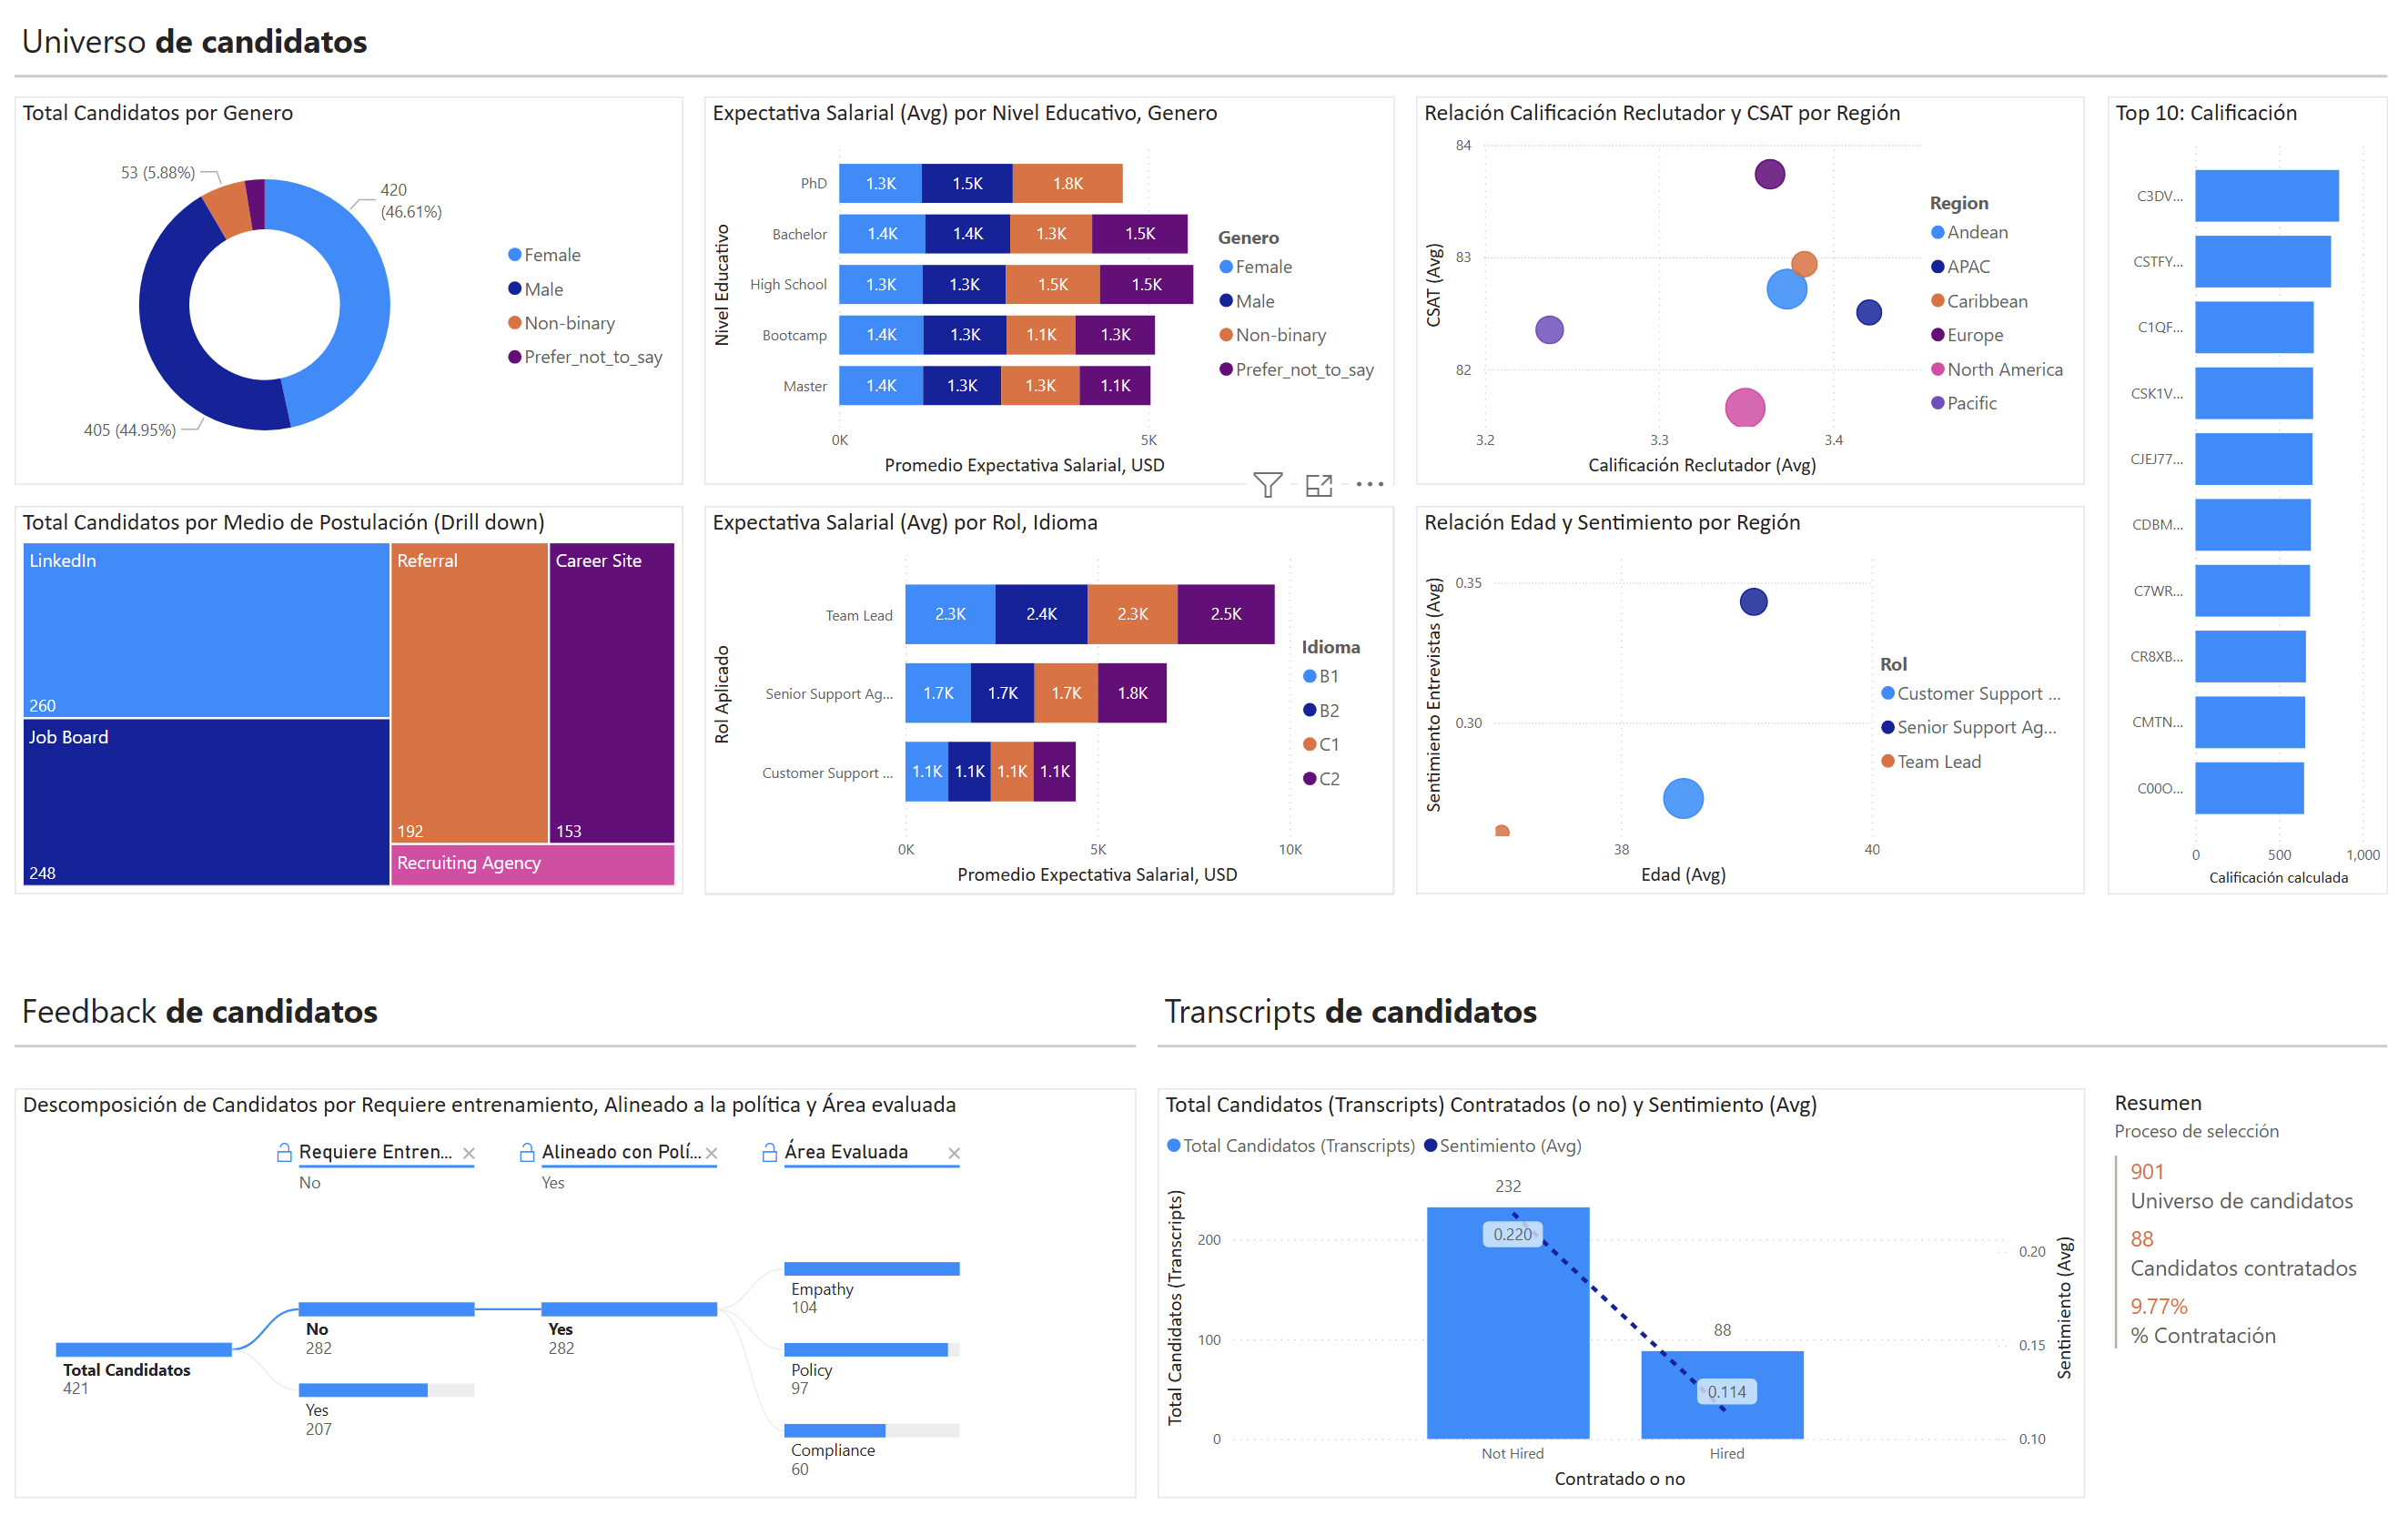 Universo de candidatos
Total Candidatos por Genero
53 (5.88%)
420
(46.61%)
405 (44.95%)
Female
Male
Non-binary
Prefer_not_to_say
Expectativa Salarial (Avg) por Nivel Educativo, Genero
Nivel Educativo
PhD
1.3K
1.5K
1.8K
Bachelor
1.4K
1.4K
1.3K
1.5K
High School
1.3K
1.3K
1.5K
1.5K
Bootcamp
1.4K
1.3K
1.1K
1.3K
Master
1.4K
1.3K
1.3K
1.1K
0K
5K
Promedio Expectativa Salarial, USD
Genero
Female
Male
Non-binary
Prefer_not_to_say
Relación Calificación Reclutador y CSAT por Región
CSAT (Avg)
84
83
82
3.2
3.3
3.4
Calificación Reclutador (Avg)
Region
Andean
APAC
Caribbean
Europe
North America
Pacific
Top 10: Calificación
C3DV...
CSTFY...
C1QF...
CSK1V...
CJEJ77...
CDBM...
C7WR...
CR8XB...
CMTN...
C00O...
0
500
1,000
Calificación calculada
Total Candidatos por Medio de Postulación (Drill down)
LinkedIn
260
Job Board
248
Referral
192
Career Site
153
Recruiting Agency
Expectativa Salarial (Avg) por Rol, Idioma
Rol Aplicado
Team Lead
2.3K
2.4K
2.3K
2.5K
Senior Support Ag...
1.7K
1.7K
1.7K
1.8K
Customer Support ...
1.1K
1.1K
1.1K
1.1K
0K
5K
10K
Promedio Expectativa Salarial, USD
Idioma
B1
B2
C1
C2
Relación Edad y Sentimiento por Región
Sentimiento Entrevistas (Avg)
0.35
0.30
38
40
Edad (Avg)
Rol
Customer Support ...
Senior Support Ag...
Team Lead
Feedback de candidatos
Descomposición de Candidatos por Requiere entrenamiento, Alineado a la política y Área evaluada
Requiere Entren...
No
Alineado con Polí...
Yes
Área Evaluada
Total Candidatos
421
No
282
Yes
207
Yes
282
Empathy
104
Policy
97
Compliance
60
Transcripts de candidatos
Total Candidatos (Transcripts) Contratados (o no) y Sentimiento (Avg)
Total Candidatos (Transcripts)
Sentimiento (Avg)
Total Candidatos (Transcripts)
200
100
0
232
0.220
88
0.114
Not Hired
Hired
Contratado o no
0.20
0.15
0.10
Sentimiento (Avg)
Resumen
Proceso de selección
901
Universo de candidatos
88
Candidatos contratados
9.77%
% Contratación